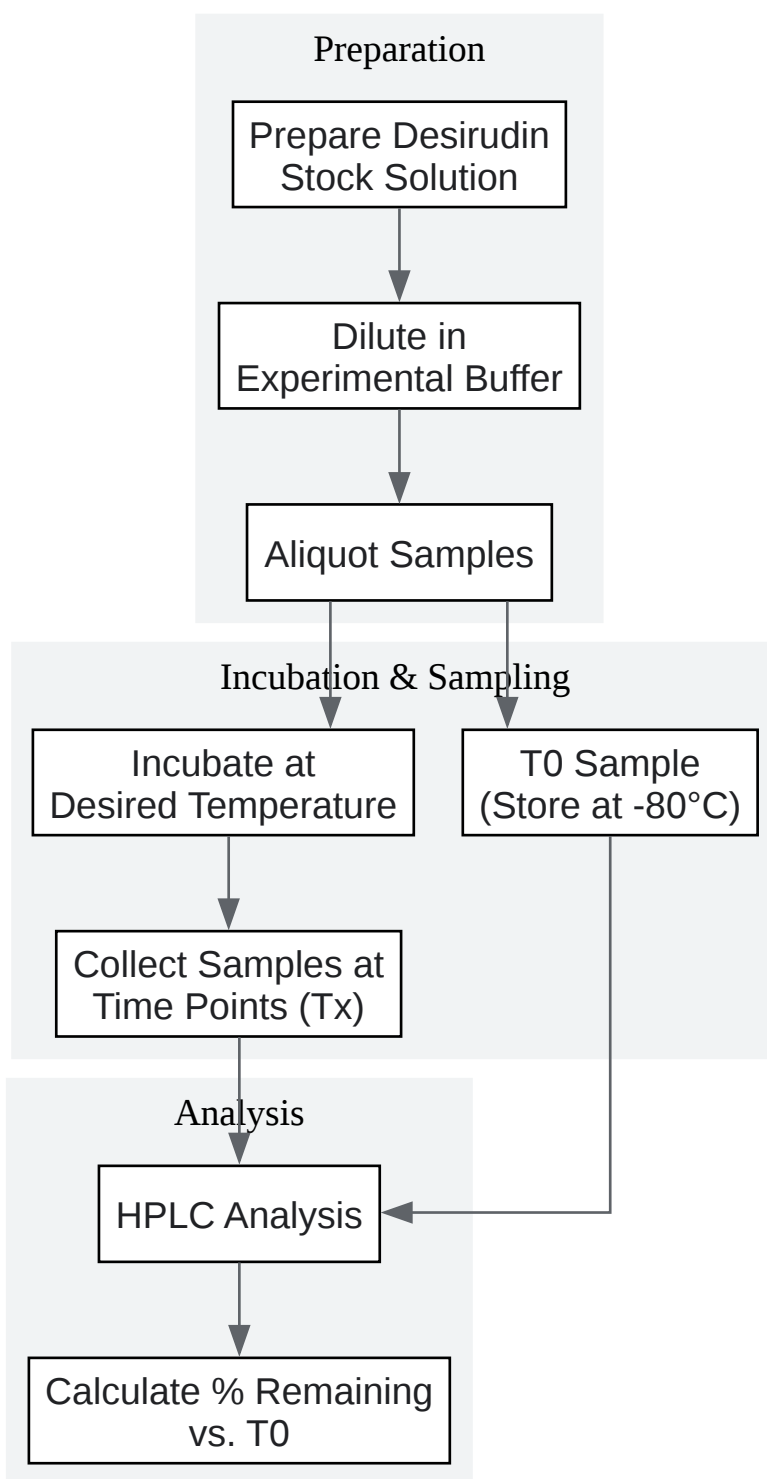 Preparation
Prepare Desirudin
Stock Solution
Dilute in
Experimental Buffer
Aliquot Samples
Incubation & Sampling
Incubate at
Desired Temperature
T0 Sample
(Store at -80°C)
Collect Samples at
Time Points (Tx)
Analysis
HPLC Analysis
Calculate % Remaining
vs. T0